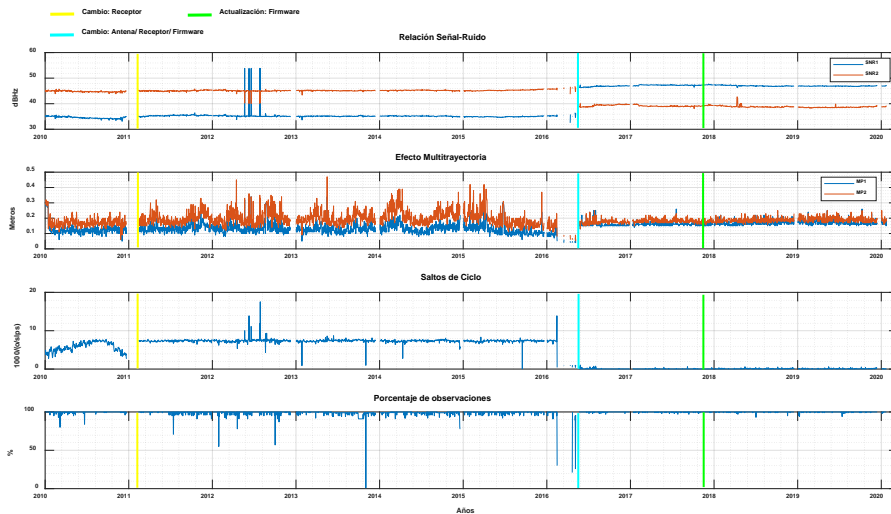 Cambio: Receptor
Actualización: Firmware
Cambio: Antena/ Receptor/ Firmware
Relación Señal-Ruido
60
50
40
30
dBHz
SNR1
SNR2
2010 2011 2012 2013 2014 2015 2016 2017 2018 2019 2020
Efecto Multitrayectoria
0.5
0.4
0.3
0.2
0.1
0
Metros
MP1
MP2
2010 2011 2012 2013 2014 2015 2016 2017 2018 2019 2020
Saltos de Ciclo
20
10
0
1000/(o/slps)
2010 2011 2012 2013 2014 2015 2016 2017 2018 2019 2020
Porcentaje de observaciones
100
50
0
%
2010 2011 2012 2013 2014 2015 2016 2017 2018 2019 2020
Años